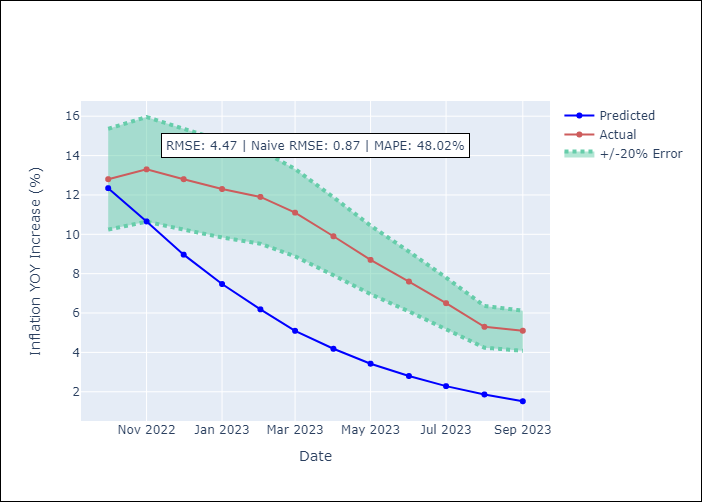 Predicted
Actual
+/-20% Error
RMSE: 4.47 | Naive RMSE: 0.87 | MAPE: 48.02%
Inflation YOY Increase (%)
16
14
12
10
8
6
4
2
Nov 2022 Jan 2023 Mar 2023 May 2023 Jul 2023 Sep 2023
Date